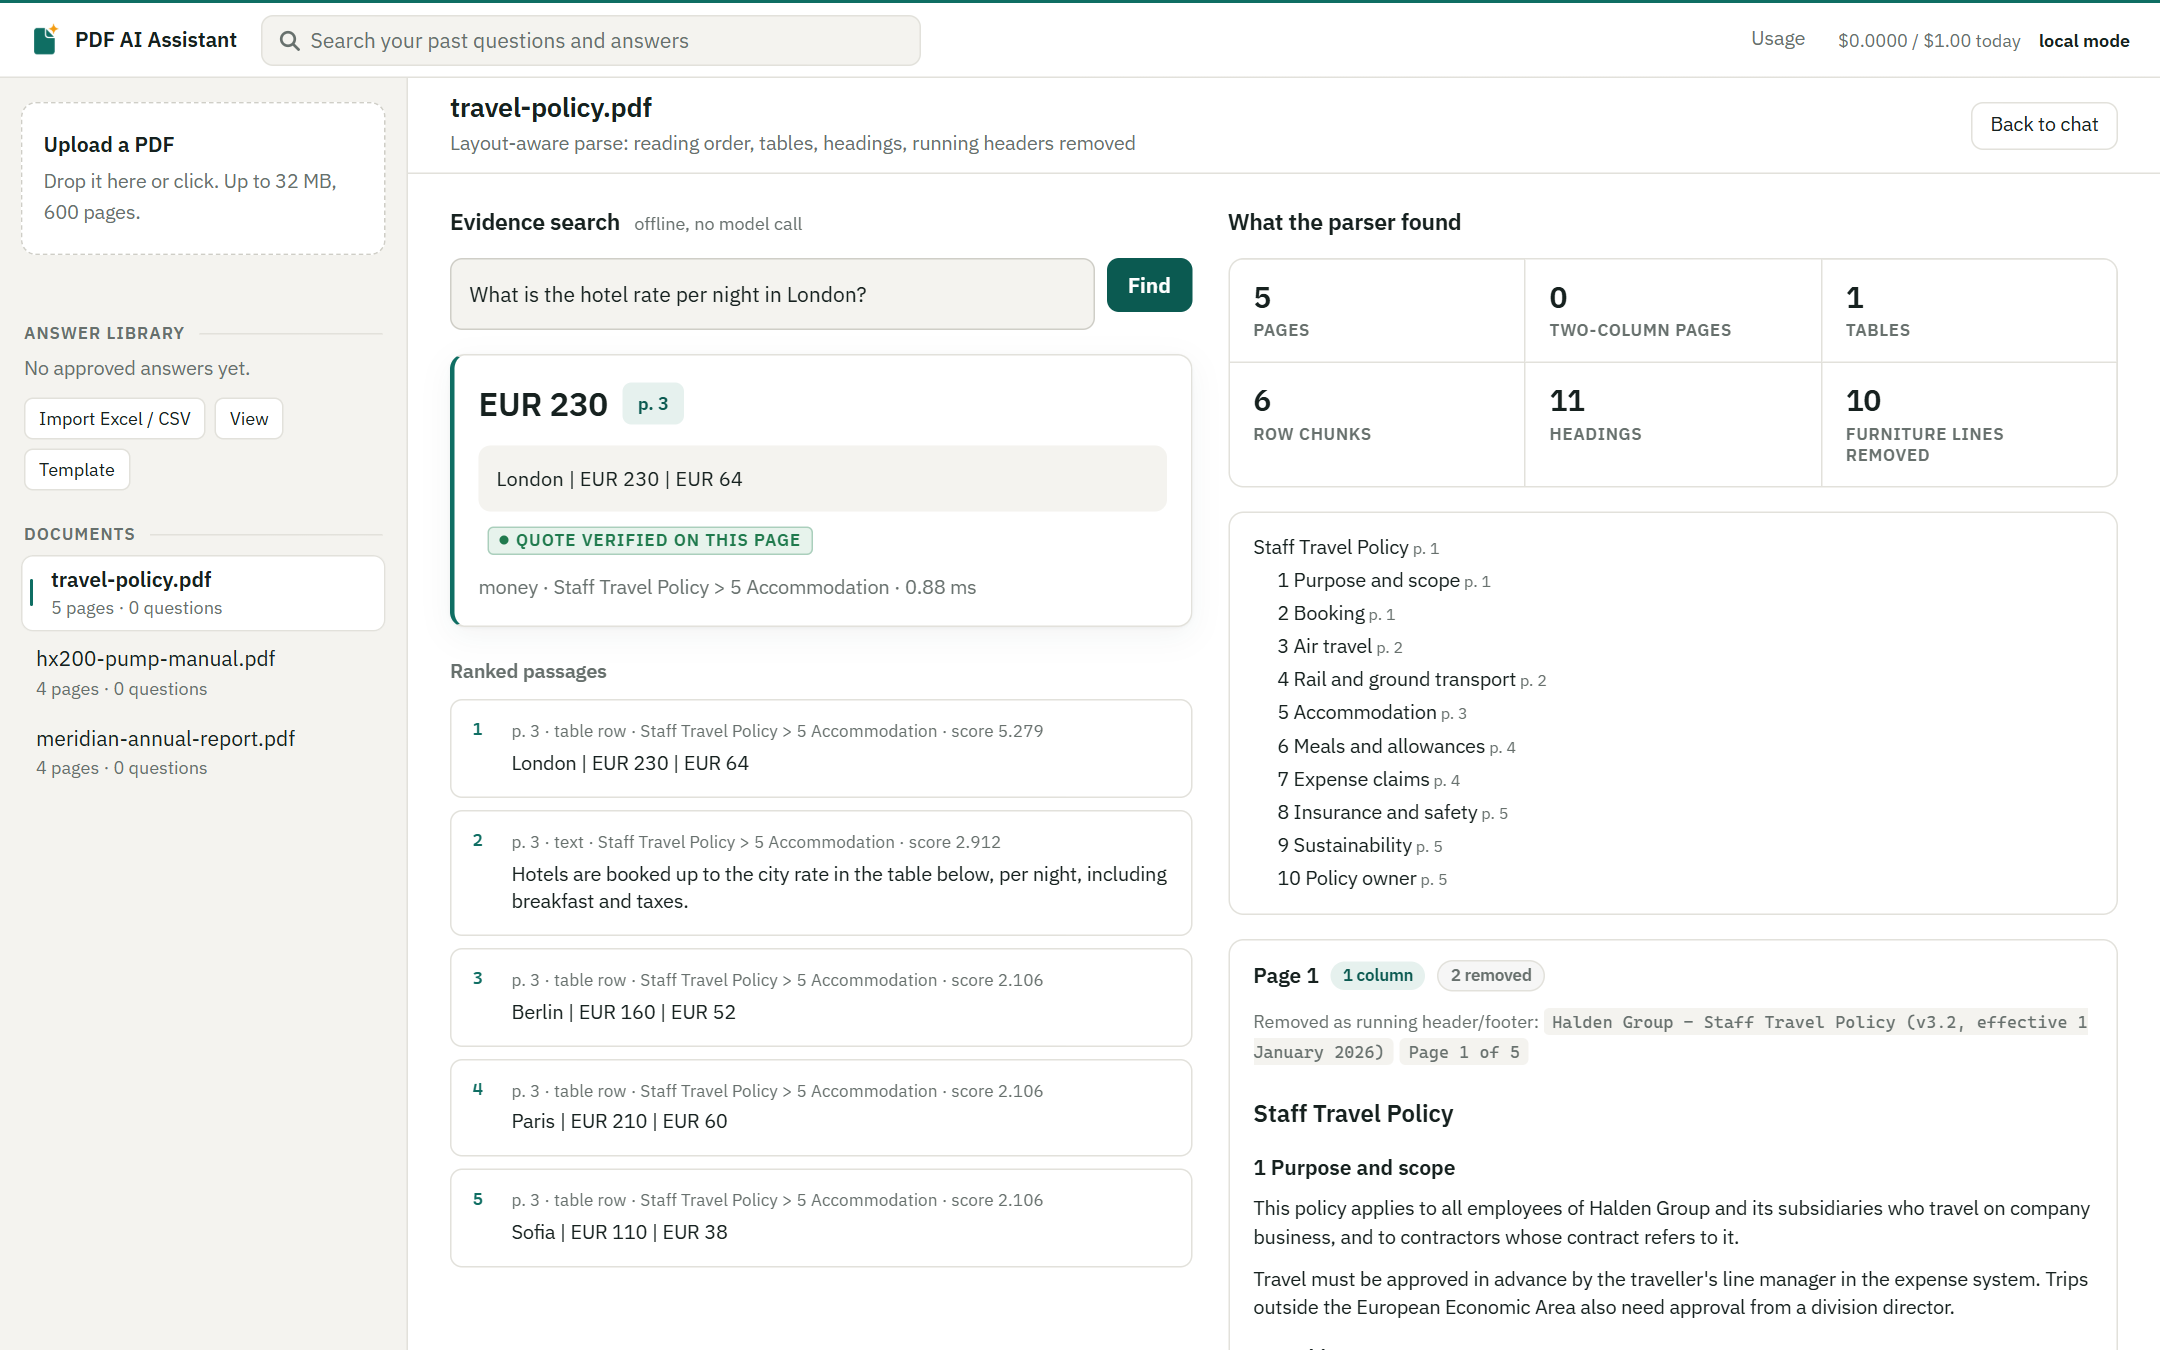 PDF AI Assistant
Search your past questions and answers
Usage
$0.0000 / $1.00 today
local mode
Upload a PDF
Drop it here or click. Up to 32 MB,
600 pages.
ANSWER LIBRARY
No approved answers yet.
Import Excel / CSV
View
Template
DOCUMENTS
travel-policy.pdf
5 pages · 0 questions
hx200-pump-manual.pdf
4 pages · 0 questions
meridian-annual-report.pdf
4 pages · 0 questions
travel-policy.pdf
Layout-aware parse: reading order, tables, headings, running headers removed
Back to chat
Evidence search offline, no model call
What is the hotel rate per night in London?
Find
EUR 230 p. 3
London | EUR 230 | EUR 64
QUOTE VERIFIED ON THIS PAGE
money · Staff Travel Policy > 5 Accommodation · 0.88 ms
Ranked passages
1 p. 3 · table row · Staff Travel Policy > 5 Accommodation · score 5.279
London | EUR 230 | EUR 64
2 p. 3 · text · Staff Travel Policy > 5 Accommodation · score 2.912
Hotels are booked up to the city rate in the table below, per night, including
breakfast and taxes.
3 p. 3 · table row · Staff Travel Policy > 5 Accommodation · score 2.106
Berlin | EUR 160 | EUR 52
4 p. 3 · table row · Staff Travel Policy > 5 Accommodation · score 2.106
Paris | EUR 210 | EUR 60
5 p. 3 · table row · Staff Travel Policy > 5 Accommodation · score 2.106
Sofia | EUR 110 | EUR 38
What the parser found
5
PAGES
0
TWO-COLUMN PAGES
1
TABLES
6
ROW CHUNKS
11
HEADINGS
10
FURNITURE LINES
REMOVED
Staff Travel Policy p. 1
1 Purpose and scope p. 1
2 Booking p. 1
3 Air travel p. 2
4 Rail and ground transport p. 2
5 Accommodation p. 3
6 Meals and allowances p. 4
7 Expense claims p. 4
8 Insurance and safety p. 5
9 Sustainability p. 5
10 Policy owner p. 5
Page 1 1 column 2 removed
Removed as running header/footer: Halden Group – Staff Travel Policy (v3.2, effective 1
January 2026) Page 1 of 5
Staff Travel Policy
1 Purpose and scope
This policy applies to all employees of Halden Group and its subsidiaries who travel on company
business, and to contractors whose contract refers to it.
Travel must be approved in advance by the traveller's line manager in the expense system. Trips
outside the European Economic Area also need approval from a division director.